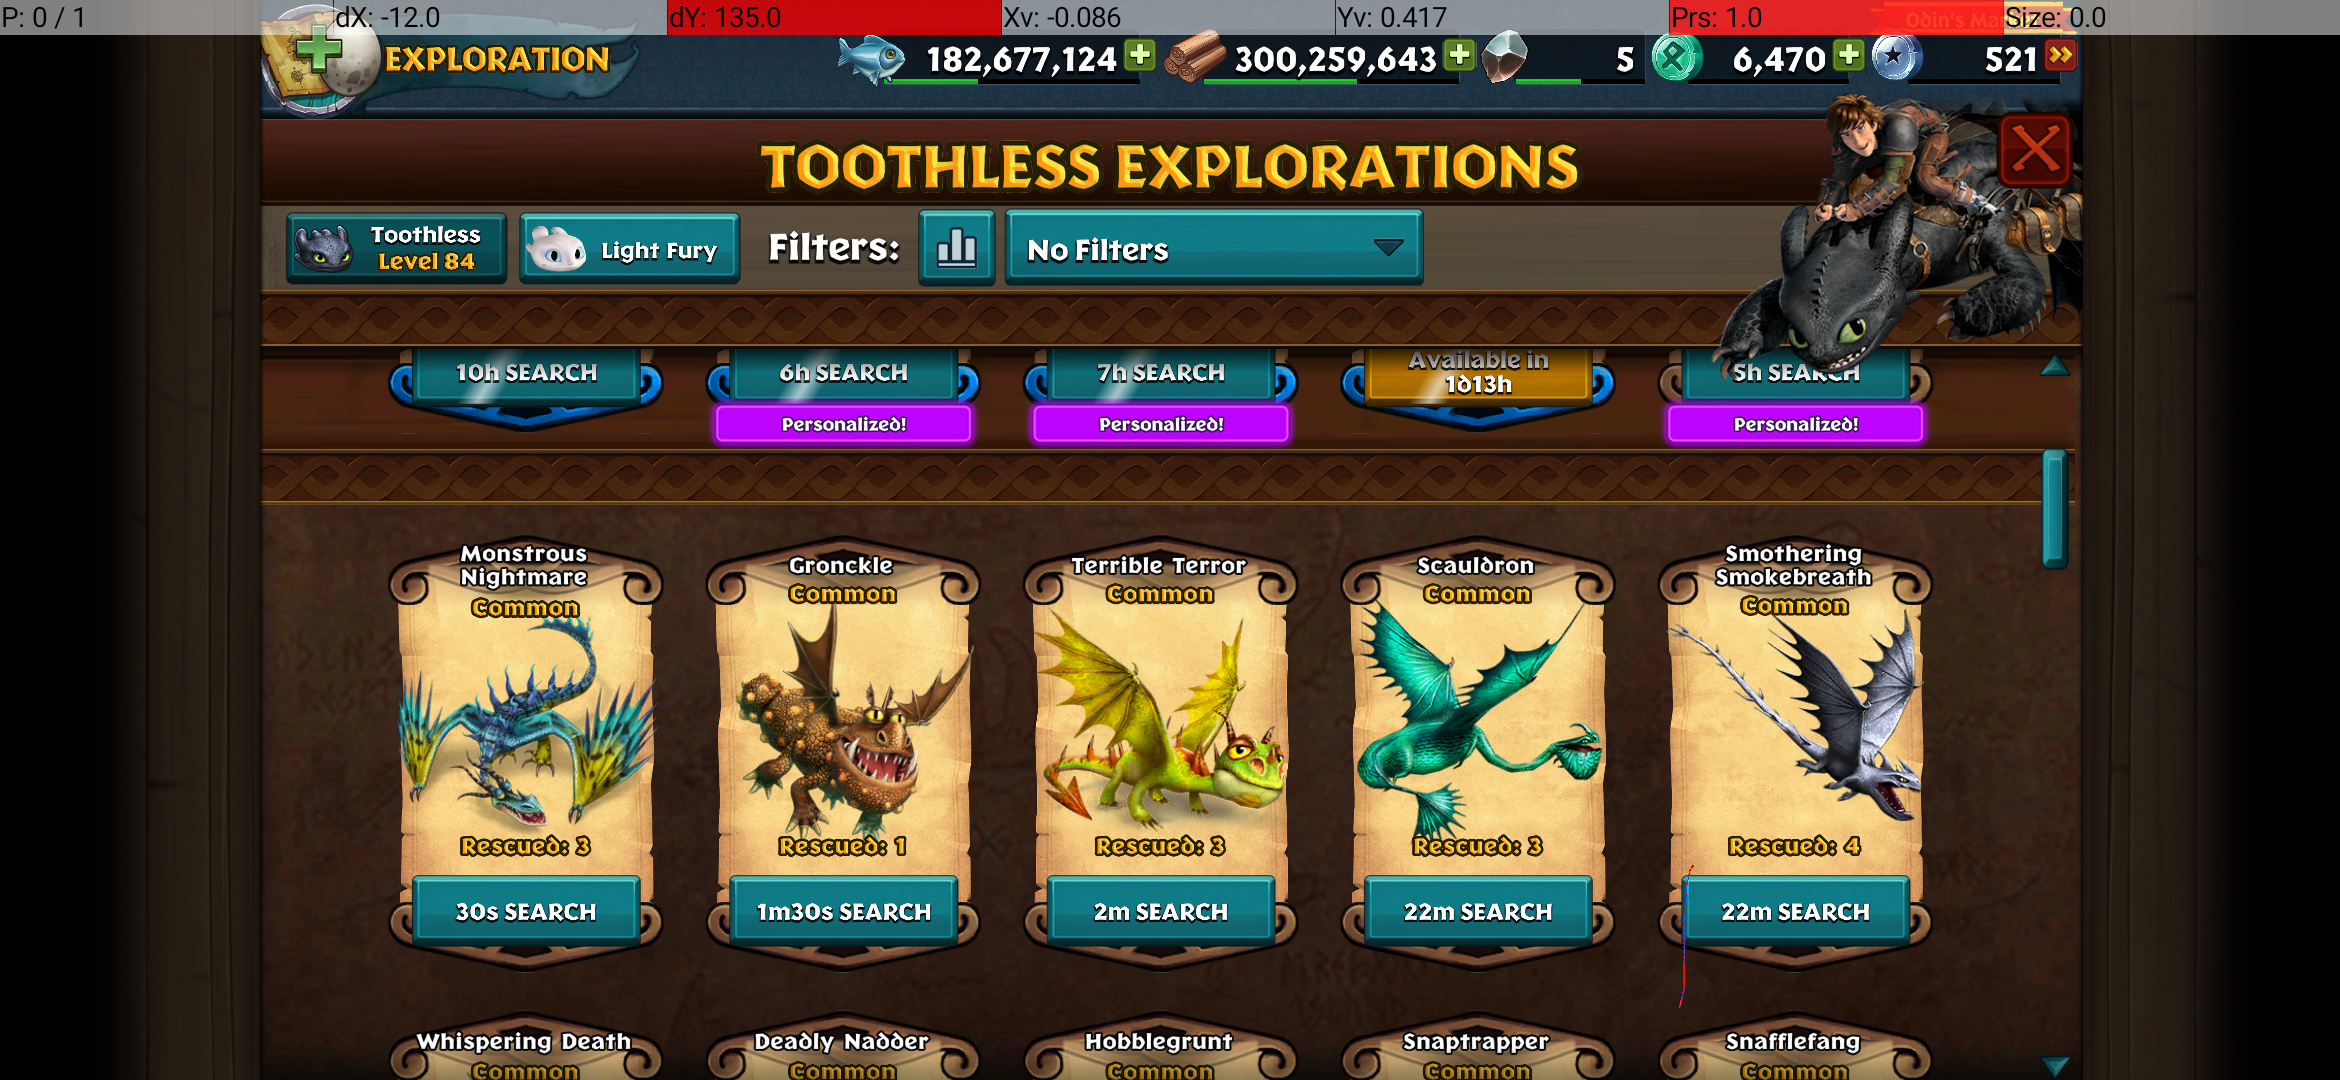 P: 0 / 1 dX: -12.0 dY: 135.0 Xv: -0.086 Yv: 0.417 Prs: 1.0 Size: 0.0
EXPLORATION 182,677,124 300,259,643 5 6,470 521
TOOTHLESS EXPLORATIONS
Toothless
Level 84
Light Fury
Filters:
No Filters
10h SEARCH
6h SEARCH
Personalized!
7h SEARCH
Personalized!
Available in
1d13h
5h SEARCH
Personalized!
Monstrous
Nightmare
Common
Rescued: 3
30s SEARCH
Gronckle
Common
Rescued: 1
1m30s SEARCH
Terrible Terror
Common
Rescued: 3
2m SEARCH
Scauldron
Common
Rescued: 3
22m SEARCH
Smothering
Smokebreath
Common
Rescued: 4
22m SEARCH
Whispering Death
Common
Deadly Nadder
Common
Hobblegrunt
Common
Snaptrapper
Common
Snafflefang
Common